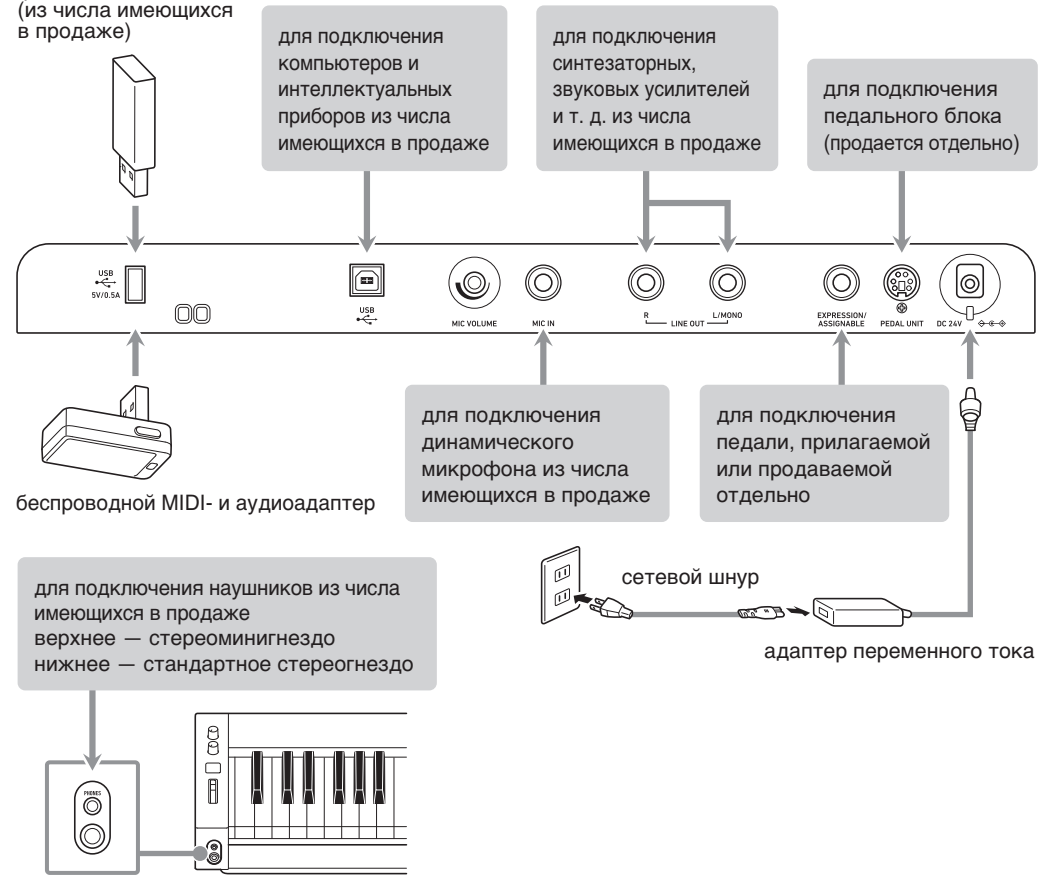 (из числа имеющихся
в продаже)
для подключения
компьютеров и
интеллектуальных
приборов из числа
имеющихся в продаже
для подключения
синтезаторных,
звуковых усилителей
и т. д. из числа
имеющихся в продаже
для подключения
педального блока
(продается отдельно)
USB
5V/0.5A
USB
MIC VOLUME
MIC IN
R
LINE OUT
L/MONO
EXPRESSION/
ASSIGNABLE
PEDAL UNIT
DC 24V
для подключения
динамического
микрофона из числа
имеющихся в продаже
для подключения
педали, прилагаемой
или продаваемой
отдельно
беспроводной MIDI- и аудиоадаптер
сетевой шнур
адаптер переменного тока
для подключения наушников из числа
имеющихся в продаже
верхнее — стереоминигнездо
нижнее — стандартное стереогнездо
PHONES